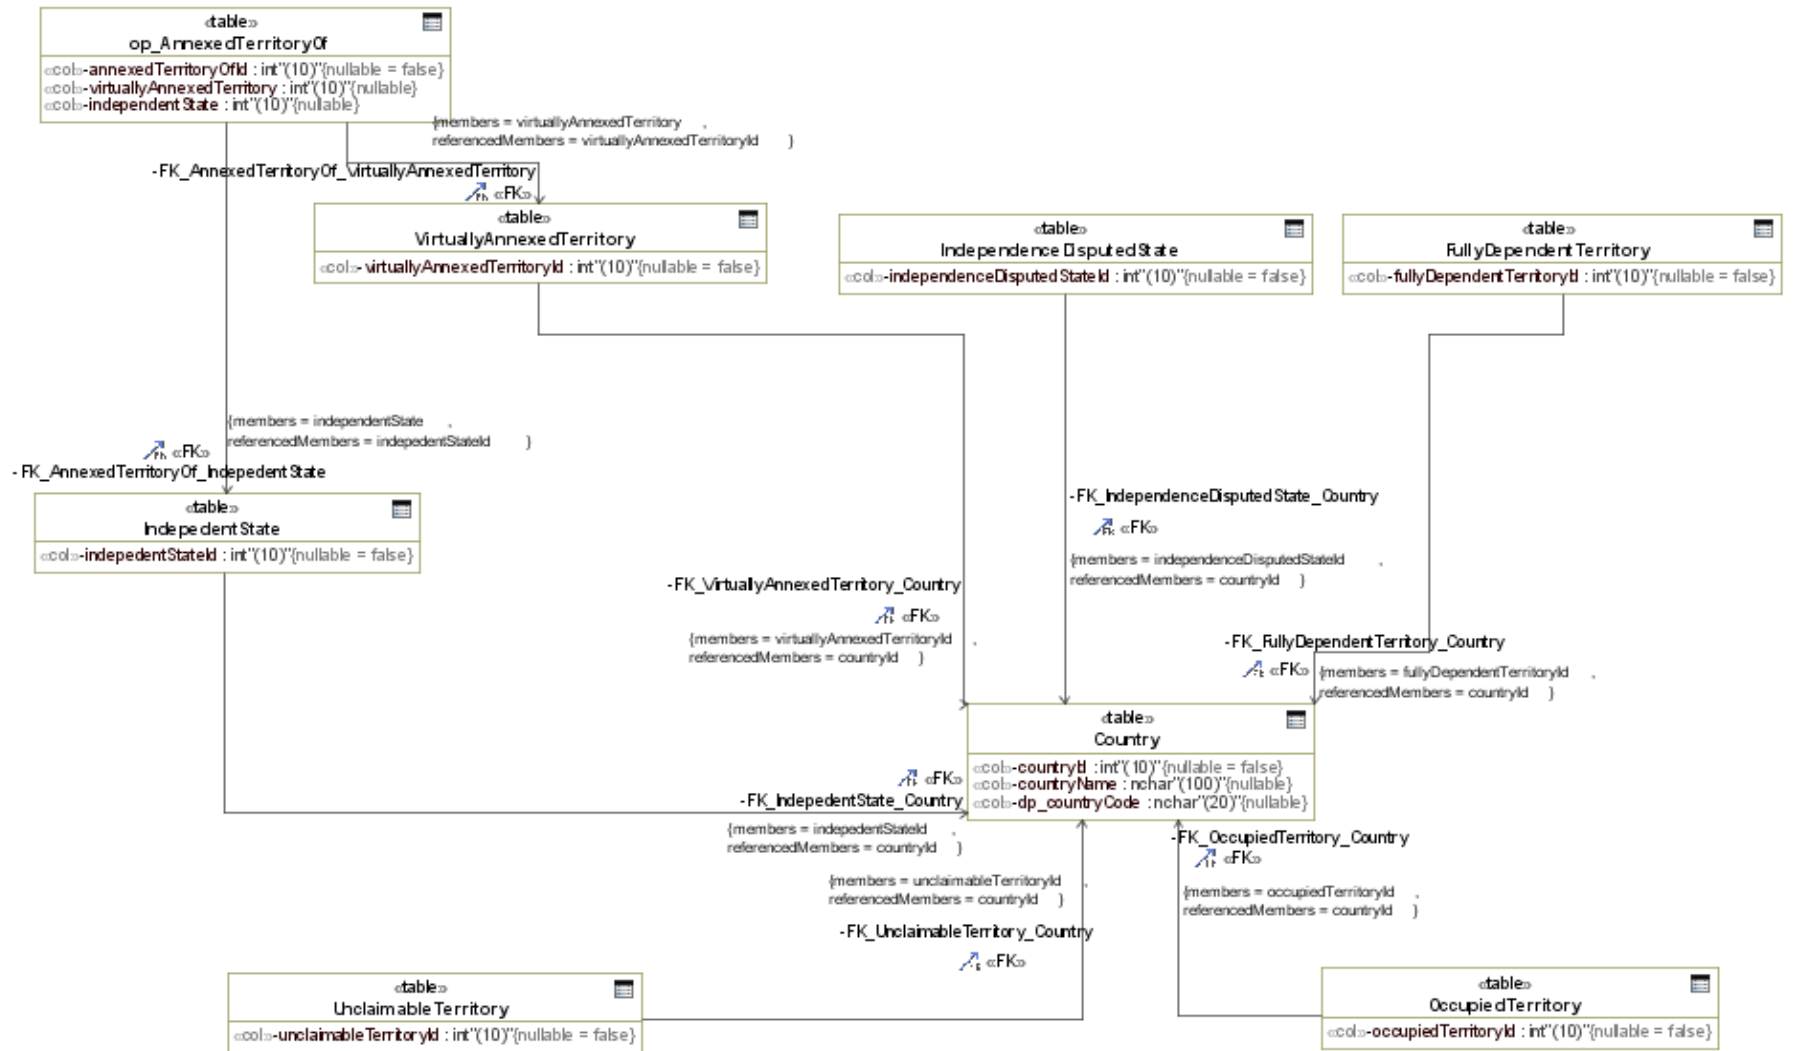 «table»
op_AnnexedTerritoryOf
«col»-annexedTerritoryOfId : int"(10)"{nullable = false}
«col»-virtuallyAnnexedTerritory : int"(10)"{nullable}
«col»-independentState : int"(10)"{nullable}
{members = virtuallyAnnexedTerritory ,
referencedMembers = virtuallyAnnexedTerritoryId }
-FK_AnnexedTerritoryOf_VirtuallyAnnexedTerritory
«FK»
«table»
VirtuallyAnnexedTerritory
«col»-virtuallyAnnexedTerritoryId : int"(10)"{nullable = false}
«table»
IndependenceDisputedState
«col»-independenceDisputedStateId : int"(10)"{nullable = false}
«table»
FullyDependentTerritory
«col»-fullyDependentTerritoryId : int"(10)"{nullable = false}
{members = independentState ,
referencedMembers = indepedentStateId }
«FK»
-FK_AnnexedTerritoryOf_IndepedentState
«table»
IndepedentState
«col»-indepedentStateId : int"(10)"{nullable = false}
-FK_IndependenceDisputedState_Country
«FK»
{members = independenceDisputedStateId ,
referencedMembers = countryId }
-FK_VirtuallyAnnexedTerritory_Country
«FK»
{members = virtuallyAnnexedTerritoryId ,
referencedMembers = countryId }
-FK_FullyDependentTerritory_Country
«FK»
{members = fullyDependentTerritoryId ,
referencedMembers = countryId }
«table»
Country
«col»-countryId : int"(10)"{nullable = false}
«col»-countryName : nchar"(100)"{nullable}
«col»-dp_countryCode : nchar"(20)"{nullable}
«FK»
-FK_IndepedentState_Country
{members = indepedentStateId ,
referencedMembers = countryId }
-FK_OccupiedTerritory_Country
«FK»
{members = occupiedTerritoryId ,
referencedMembers = countryId }
{members = unclaimableTerritoryId ,
referencedMembers = countryId }
-FK_UnclaimableTerritory_Country
«FK»
«table»
UnclaimableTerritory
«col»-unclaimableTerritoryId : int"(10)"{nullable = false}
«table»
OccupiedTerritory
«col»-occupiedTerritoryId : int"(10)"{nullable = false}